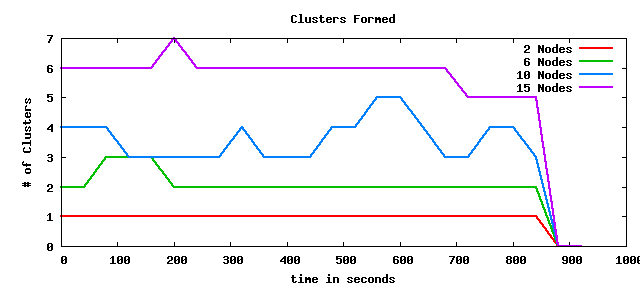 Clusters Formed
7
6
5
4
3
2
1
0
# of Clusters
2 Nodes
6 Nodes
10 Nodes
15 Nodes
0 100 200 300 400 500 600 700 800 900 1000
time in seconds